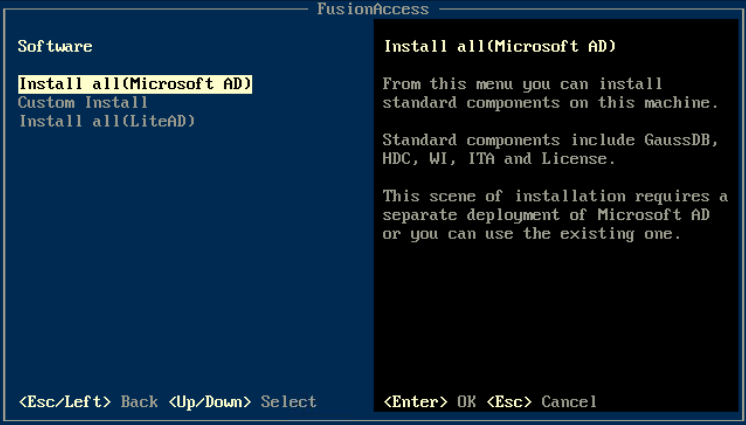 FusionAccess
Software
Install all(Microsoft AD)
Custom Install
Install all(LiteAD)
<Esc/Left> Back <Up/Down> Select
Install all(Microsoft AD)
From this menu you can install
standard components on this machine.
Standard components include GaussDB,
HDC, WI, ITA and License.
This scene of installation requires a
separate deployment of Microsoft AD
or you can use the existing one.
<Enter> OK <Esc> Cancel